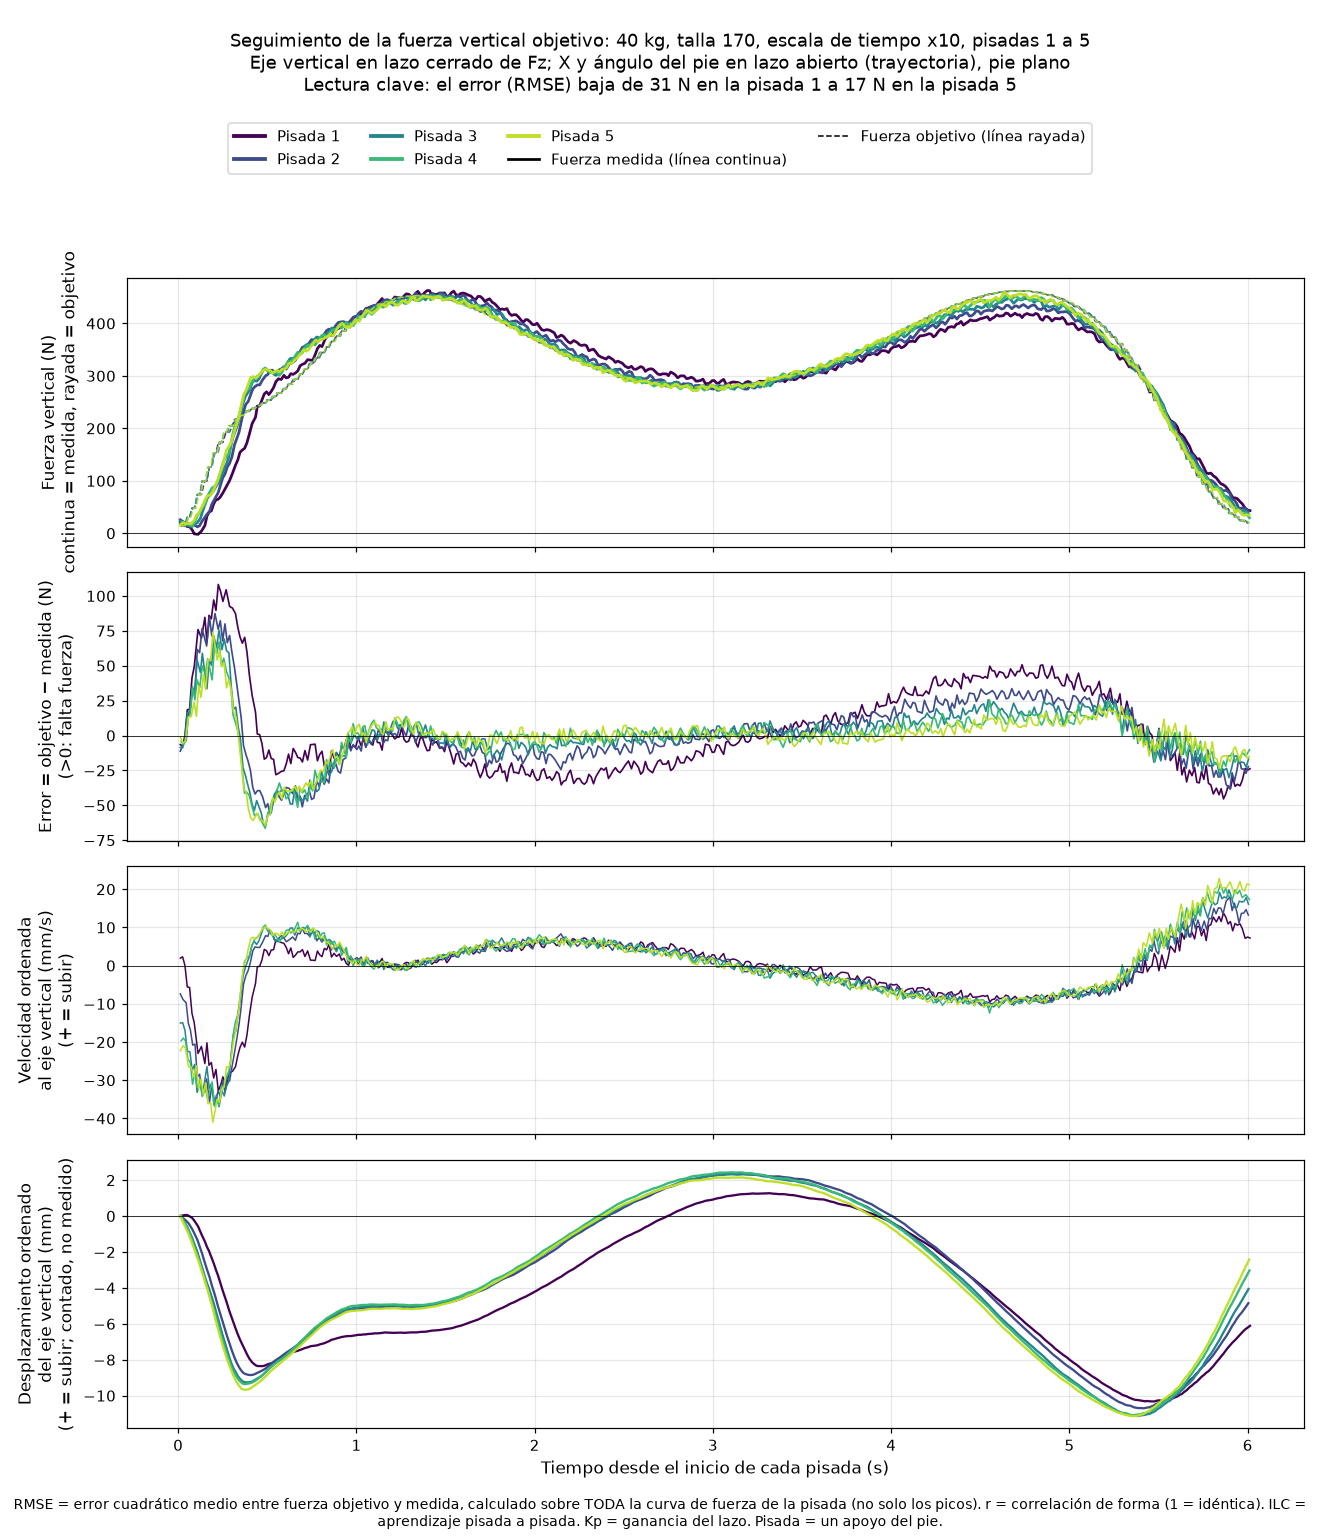 Seguimiento de la fuerza vertical objetivo: 40 kg, talla 170, escala de tiempo x10, pisadas 1 a 5
Eje vertical en lazo cerrado de Fz; X y ángulo del pie en lazo abierto (trayectoria), pie plano
Lectura clave: el error (RMSE) baja de 31 N en la pisada 1 a 17 N en la pisada 5
Pisada 1
Pisada 2
Pisada 3
Pisada 4
Pisada 5
Fuerza medida (línea continua)
Fuerza objetivo (línea rayada)
Fuerza vertical (N)
continua = medida, rayada = objetivo
400
300
200
100
0
Error = objetivo − medida (N)
(>0: falta fuerza)
100
75
50
25
0
−25
−50
−75
Velocidad ordenada
al eje vertical (mm/s)
(+ = subir)
20
10
0
−10
−20
−30
−40
Desplazamiento ordenado
del eje vertical (mm)
(+ = subir; contado, no medido)
2
0
−2
−4
−6
−8
−10
0 1 2 3 4 5 6
Tiempo desde el inicio de cada pisada (s)
RMSE = error cuadrático medio entre fuerza objetivo y medida, calculado sobre TODA la curva de fuerza de la pisada (no solo los picos). r = correlación de forma (1 = idéntica). ILC =
aprendizaje pisada a pisada. Kp = ganancia del lazo. Pisada = un apoyo del pie.